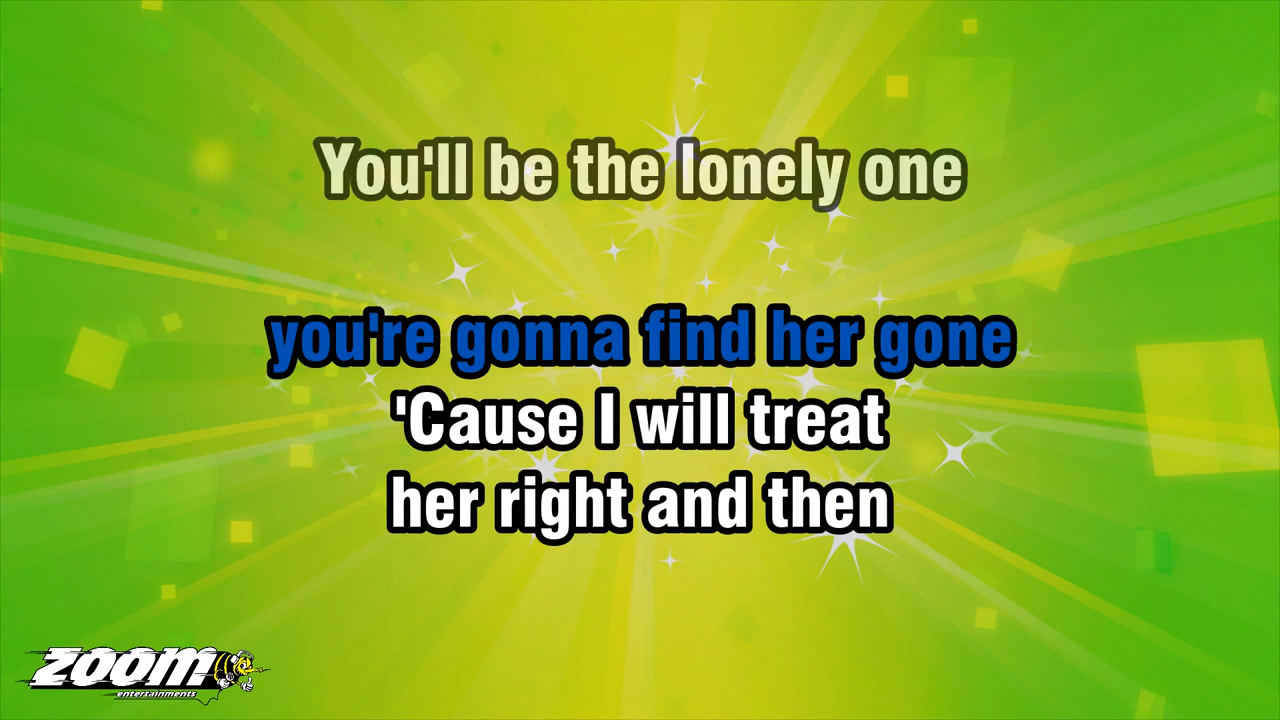 You'll be the lonely one
you're gonna find her gone
'Cause I will treat
her right and then
zoom
entertainments